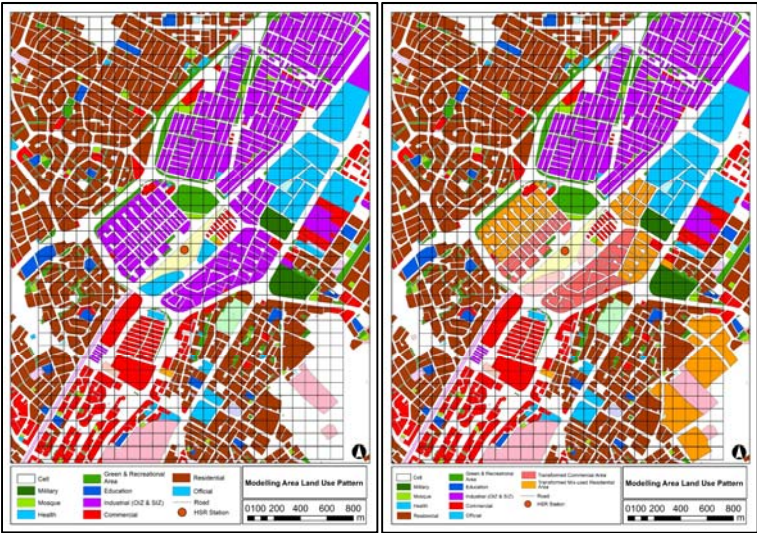 Cell
Military
Mosque
Health
Green & Recreational
Area
Education
Industrial (OIZ & SIZ)
Commercial
Residential
Official
Road
HSR Station
Modelling Area Land Use Pattern
0100 200 400 600 800
m
Cell
Military
Mosque
Health
Residential
Green & Recreational
Area
Education
Industrial (OIZ & SIZ)
Commercial
Official
Transformed Commercial Area
Transformed Mix-used Residential
Area
Road
HSR Station
Modelling Area Land Use Pattern
0100 200 400 600 800
m